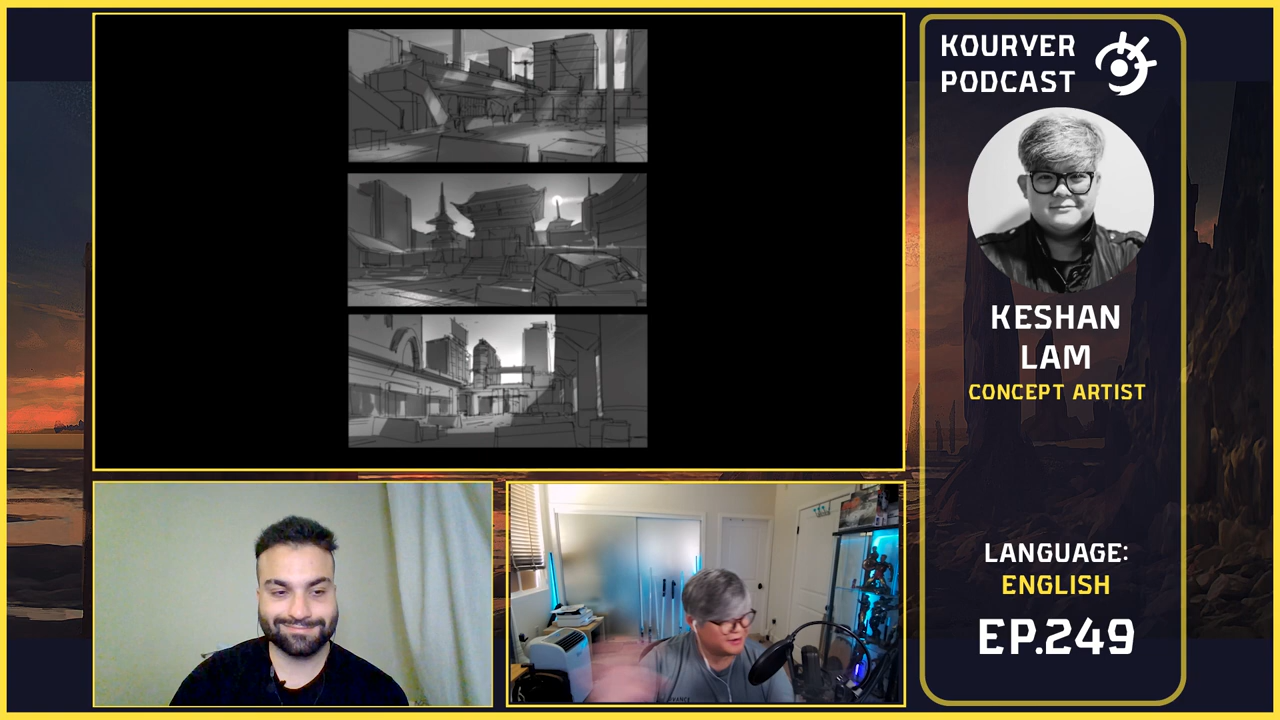 KOURYER
PODCAST
KESHAN
LAM
CONCEPT ARTIST
LANGUAGE:
ENGLISH
EP.249